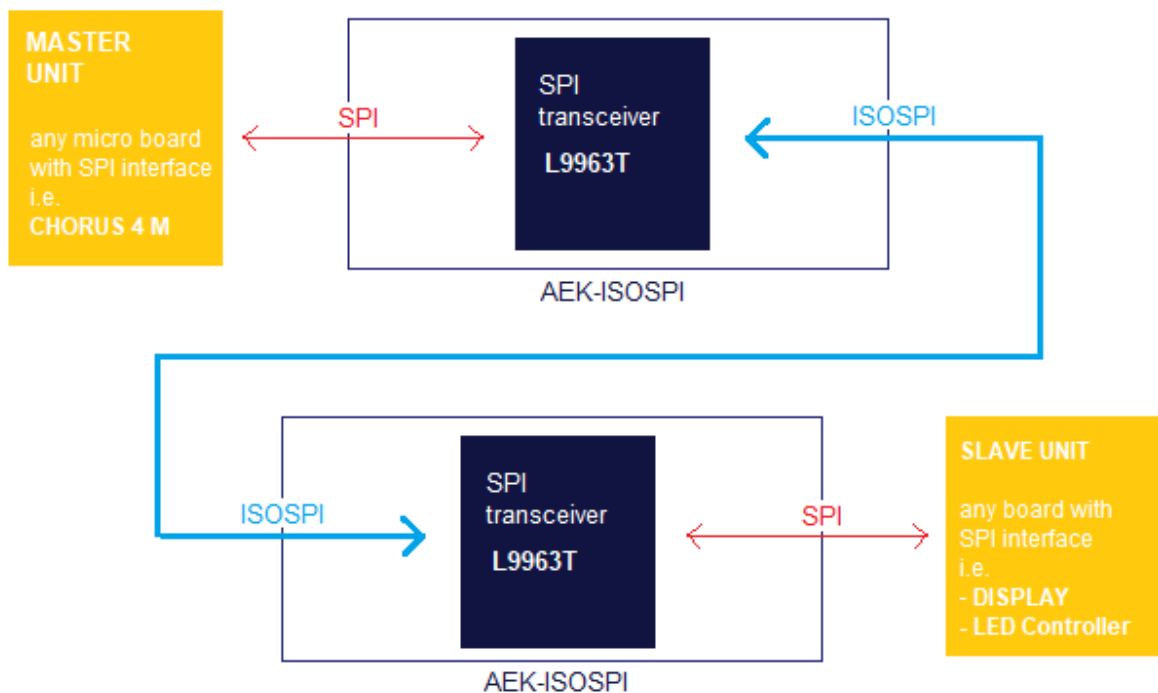 MASTER
UNIT
any micro board
with SPI interface
i.e.
CHORUS 4 M
SPI
SPI
transceiver
L9963T
ISOSPI
AEK-ISOSPI
ISOSPI
SPI
transceiver
L9963T
SPI
SLAVE UNIT
any board with
SPI interface
i.e.
- DISPLAY
- LED Controller
AEK-ISOSPI